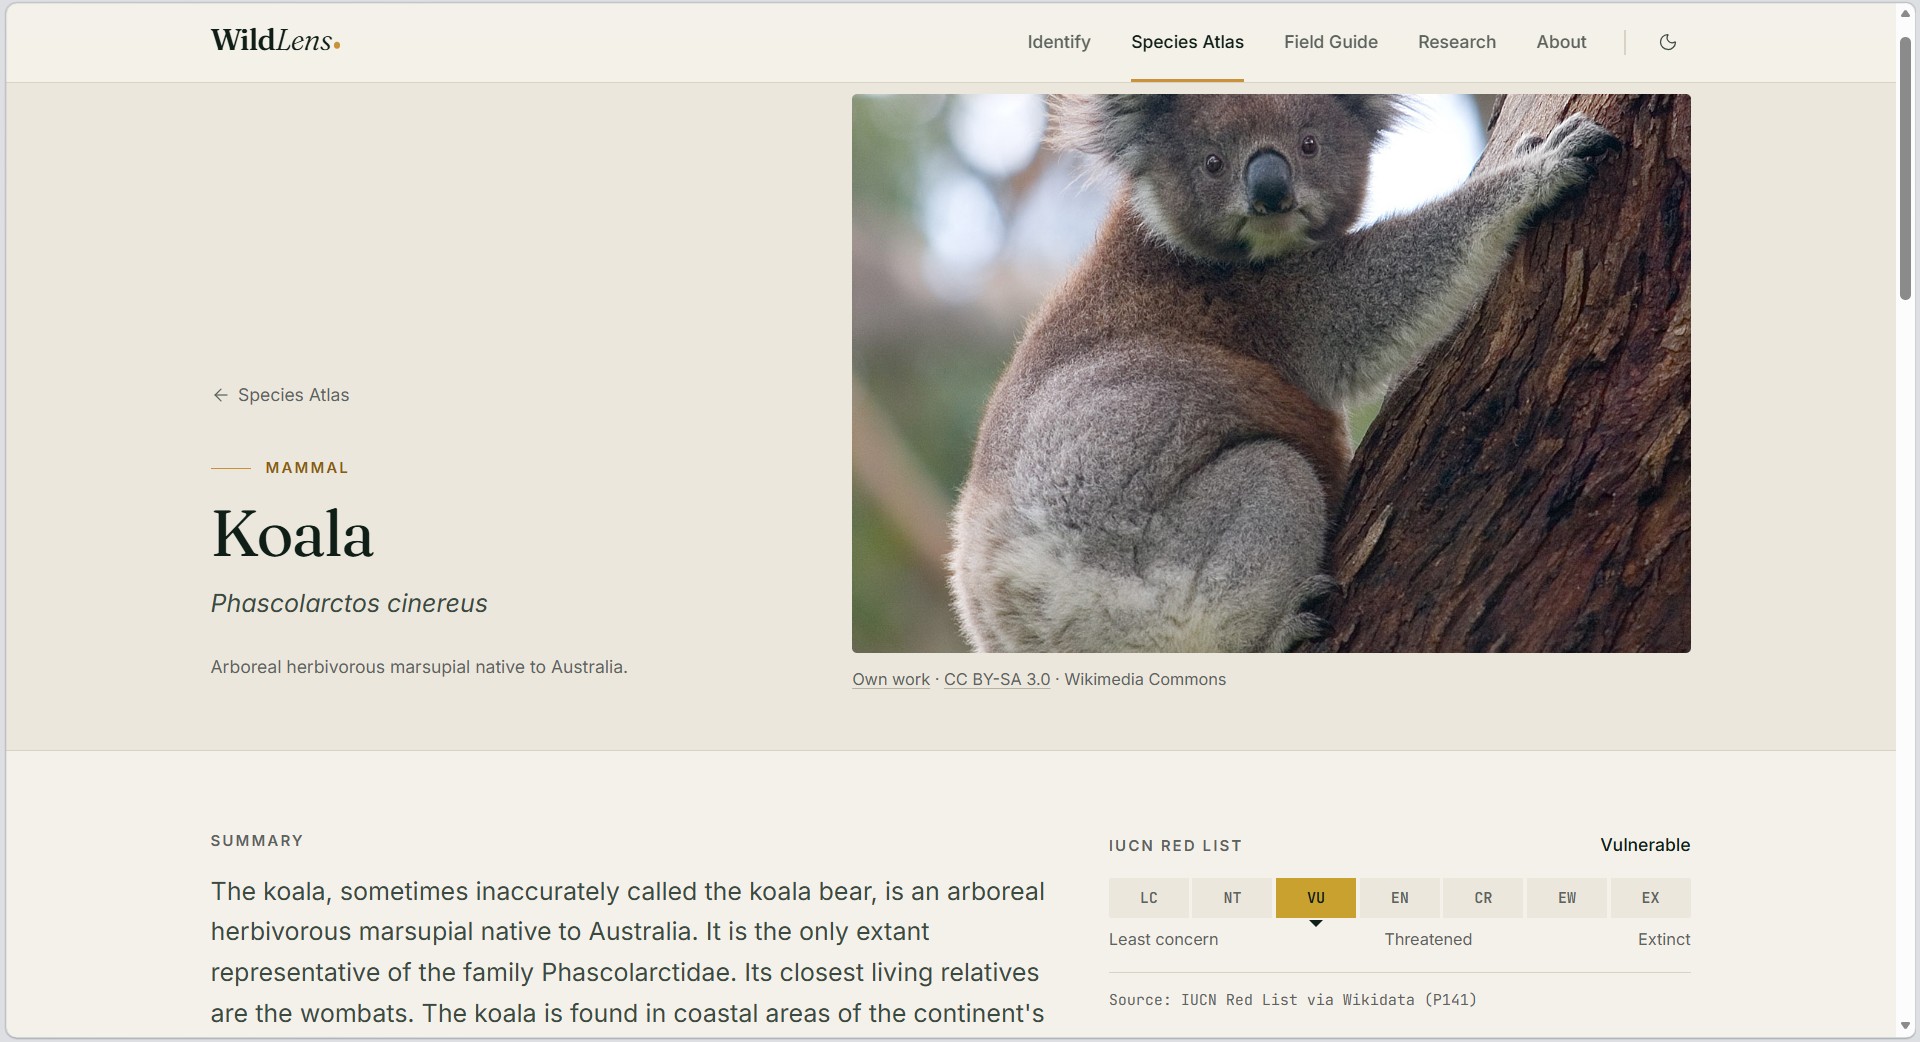 WildLens.
Identify
Species Atlas
Field Guide
Research
About
← Species Atlas
MAMMAL
Koala
Phascolarctos cinereus
Arboreal herbivorous marsupial native to Australia.
Own work · CC BY-SA 3.0 · Wikimedia Commons
SUMMARY
The koala, sometimes inaccurately called the koala bear, is an arboreal
herbivorous marsupial native to Australia. It is the only extant
representative of the family Phascolarctidae. Its closest living relatives
are the wombats. The koala is found in coastal areas of the continent's
IUCN RED LIST
Vulnerable
LC NT VU EN CR EW EX
Least concern Threatened Extinct
Source: IUCN Red List via Wikidata (P141)